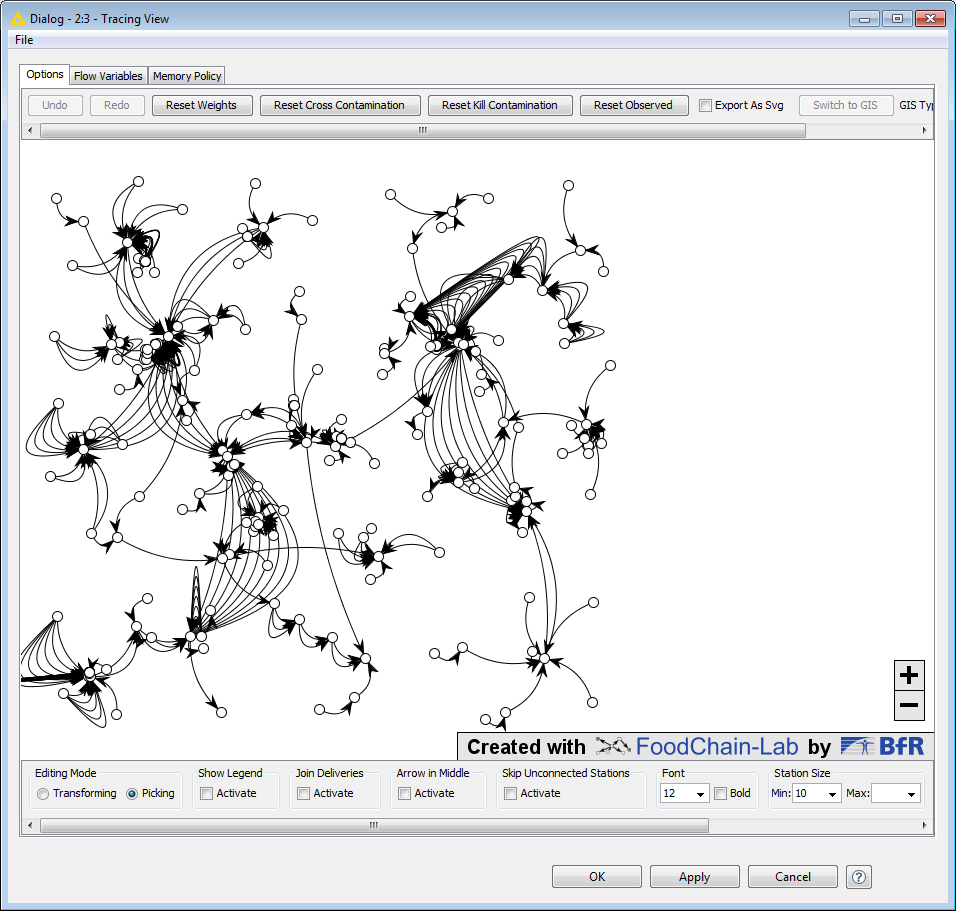 Dialog - 2:3 - Tracing View
File
Options Flow Variables Memory Policy
Undo Redo Reset Weights Reset Cross Contamination Reset Kill Contamination Reset Observed Export As Svg Switch to GIS GIS Typ
+
−
Created with FoodChain-Lab by BfR
Editing Mode Show Legend Join Deliveries Arrow in Middle Skip Unconnected Stations Font Station Size
Transforming Picking Activate Activate Activate Activate 12 Bold Min: 10 Max:
OK Apply Cancel ?